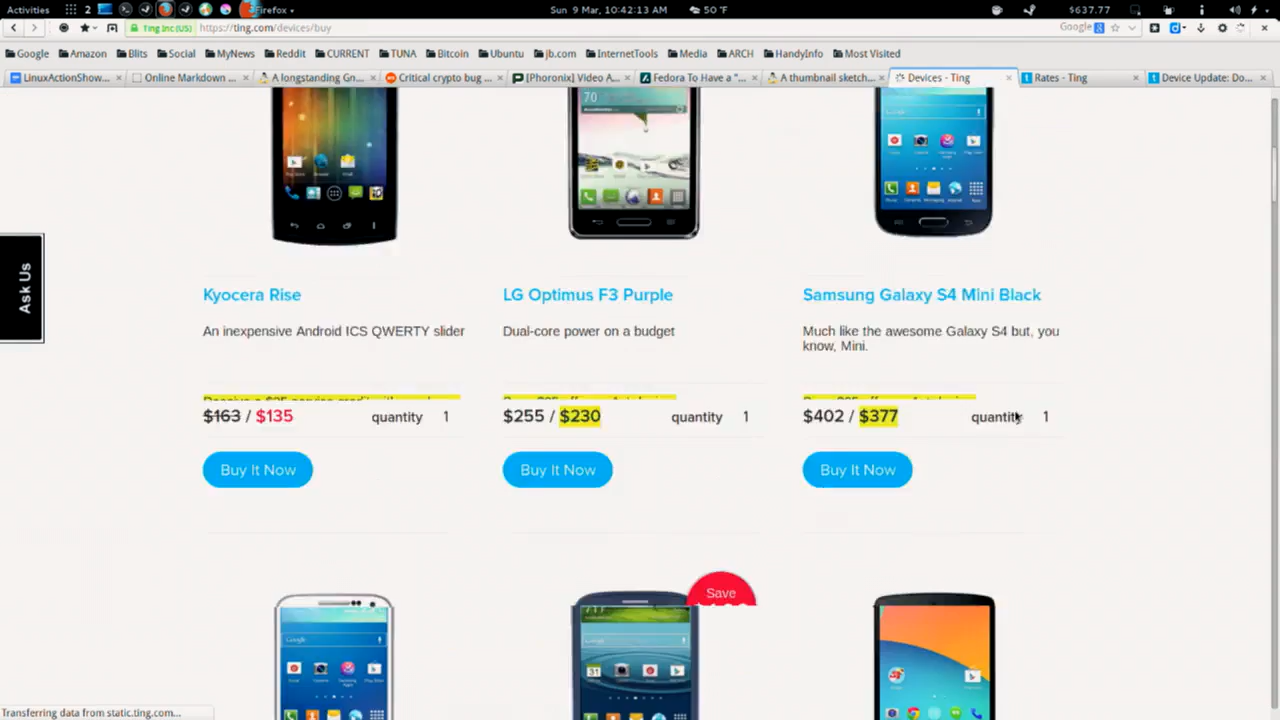 Activities
2
Firefox
Sun 9 Mar, 10:42:13 AM
50 °F
$637.77
Ting Inc (US)
https://ting.com/devices/buy
Google
Google
Amazon
Blits
Social
MyNews
Reddit
CURRENT
TUNA
Bitcoin
Ubuntu
jb.com
InternetTools
Media
ARCH
HandyInfo
Most Visited
LinuxActionShow...
Online Markdown ...
A longstanding Gn...
Critical crypto bug ...
[Phoronix] Video A...
Fedora To Have a "...
A thumbnail sketch...
Devices - Ting
Rates - Ting
Device Update: Do...
70
Ask Us
Kyocera Rise
LG Optimus F3 Purple
Samsung Galaxy S4 Mini Black
An inexpensive Android ICS QWERTY slider
Dual-core power on a budget
Much like the awesome Galaxy S4 but, you
know, Mini.
$163 / $135
quantity 1
$255 / $230
quantity 1
$402 / $377
quantity 1
Buy It Now
Buy It Now
Buy It Now
Save
Google
Google
31
Transferring data from static.ting.com...